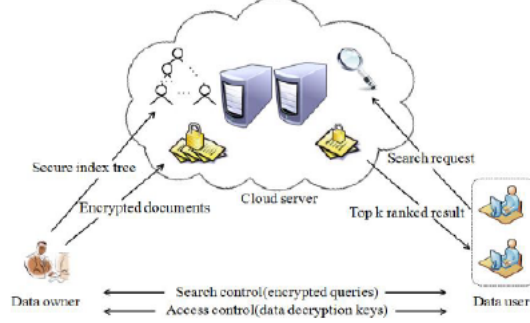 Secure index tree
Search request
Encrypted documents
Cloud server
Top k ranked result
Data owner
Search control(encrypted queries)
Access control(data decryption keys)
Data user